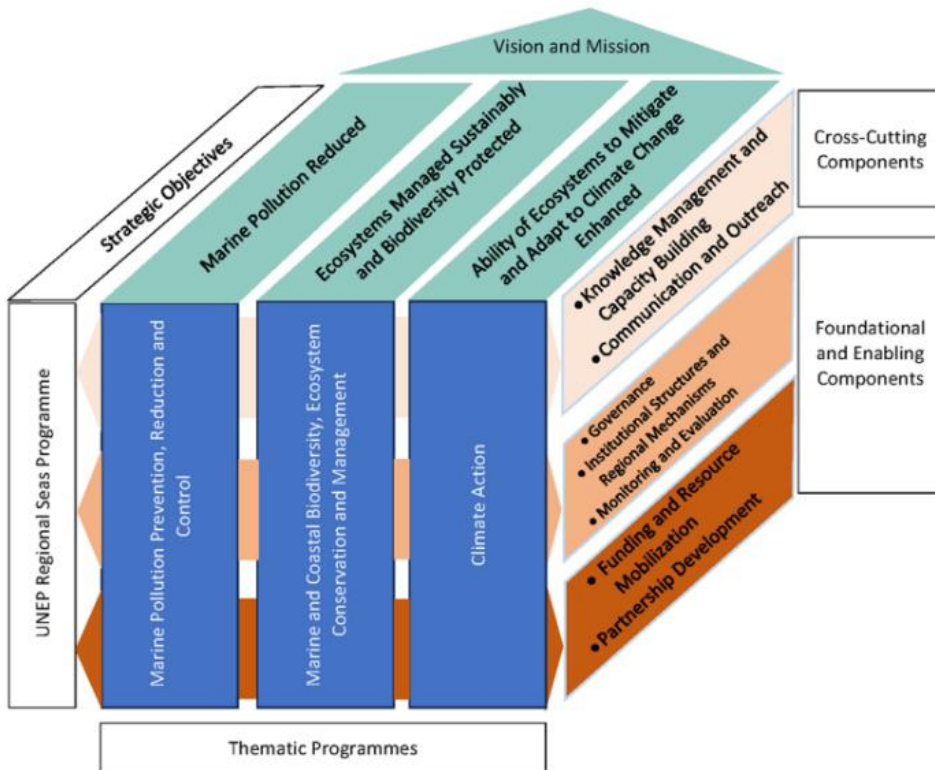 Vision and Mission
Strategic Objectives
Marine Pollution Reduced
Ecosystems Managed Sustainably
and Biodiversity Protected
Ability of Ecosystems to Mitigate
and Adapt to Climate Change
Enhanced
Cross-Cutting
Components
• Knowledge Management and
Capacity Building
• Communication and Outreach
Foundational
and Enabling
Components
• Governance
• Institutional Structures and
Regional Mechanisms
• Monitoring and Evaluation
• Funding and Resource
Mobilization
• Partnership Development
UNEP Regional Seas Programme
Marine Pollution Prevention, Reduction and
Control
Marine and Coastal Biodiversity, Ecosystem
Conservation and Management
Climate Action
Thematic Programmes